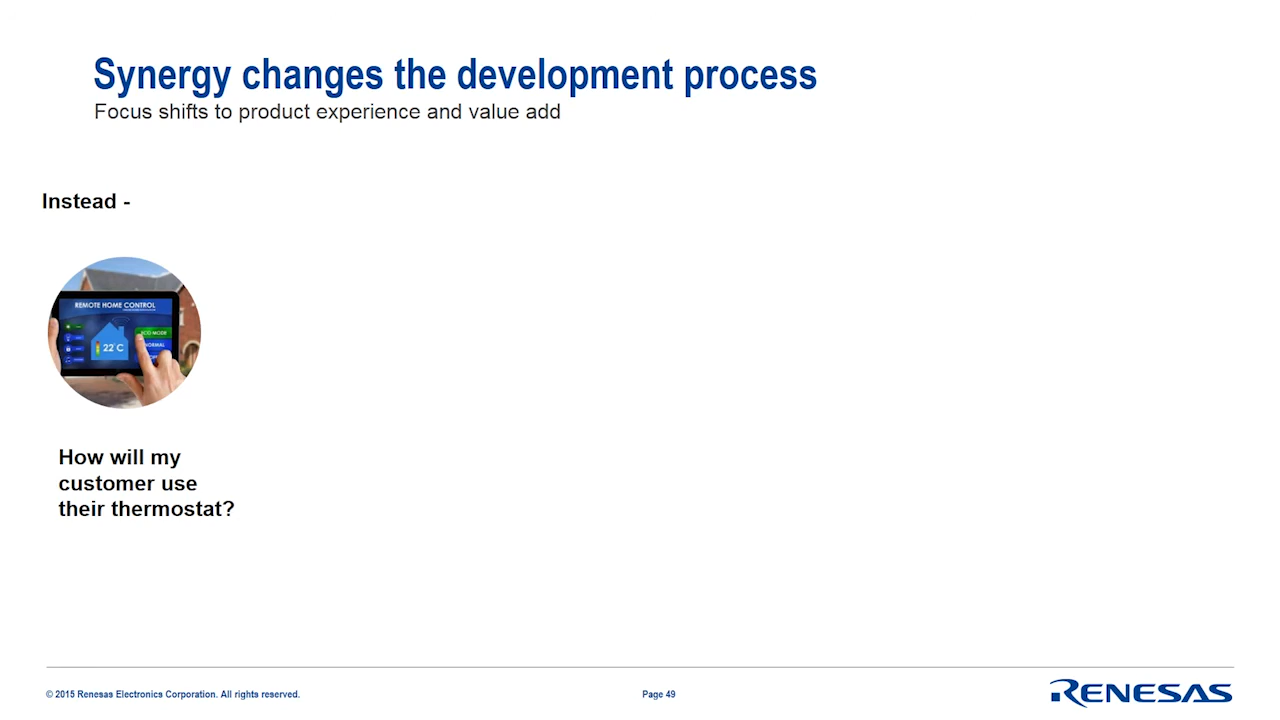 Synergy changes the development process
Focus shifts to product experience and value add
Instead -
REMOTE HOME CONTROL
ECO MODE
22°C
NORMAL
How will my
customer use
their thermostat?
© 2015 Renesas Electronics Corporation. All rights reserved.
Page 49
RENESAS